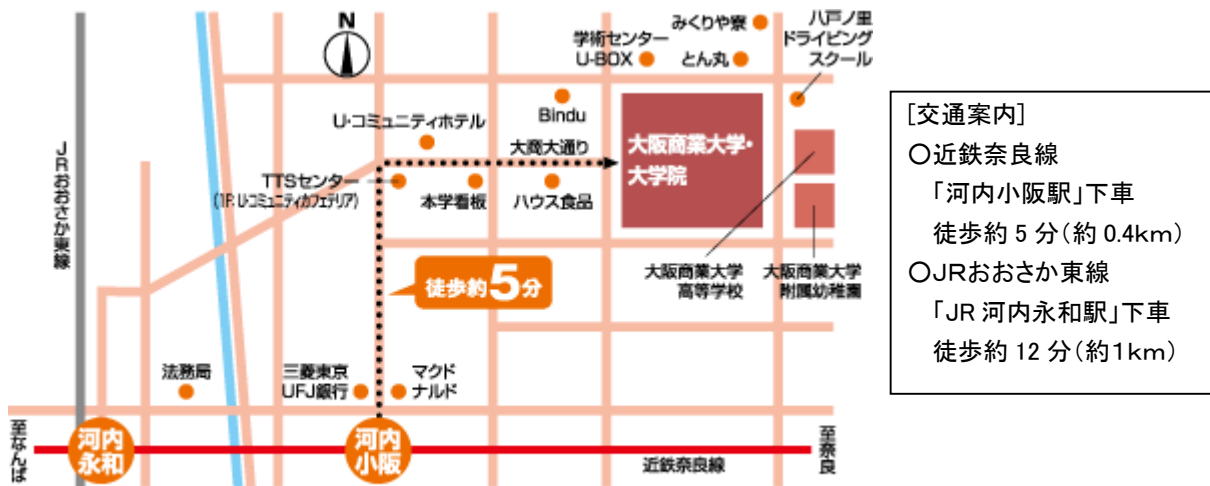 N
みくりや寮
八戸ノ里
ドライビング
スクール
学術センター
U-BOX
とん丸
Bindu
U・コミュニティホテル
大商大通り
大阪商業大学・
大学院
JRおおさか東線
TTSセンター
(1F: U・コミュニティカフェテリア)
本学看板
ハウス食品
徒歩約5分
大阪商業大学
高等学校
大阪商業大学
附属幼稚園
法務局
三菱東京
UFJ銀行
マクド
ナルド
至なんば
河内
永和
河内
小阪
近鉄奈良線
至奈良
[交通案内]
○近鉄奈良線
「河内小阪駅」下車
徒歩約 5 分(約 0.4km)
○JRおおさか東線
「JR 河内永和駅」下車
徒歩約 12 分(約1km)